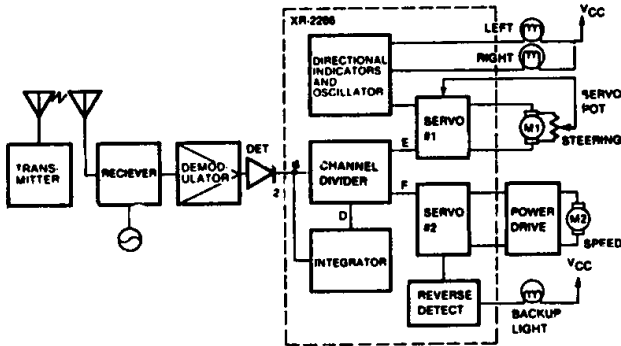 XR-2266
LEFT
VCC
RIGHT
DIRECTIONAL
INDICATORS
AND
OSCILLATOR
SERVO
POT
SERVO
#1
M1
STEERING
TRANS-
MITTER
RECIEVER
DEMOD-
ULATOR
DET
2
CHANNEL
DIVIDER
E
F
D
INTEGRATOR
SERVO
#2
POWER
DRIVE
M2
SPEED
REVERSE
DETECT
VCC
BACKUP
LIGHT